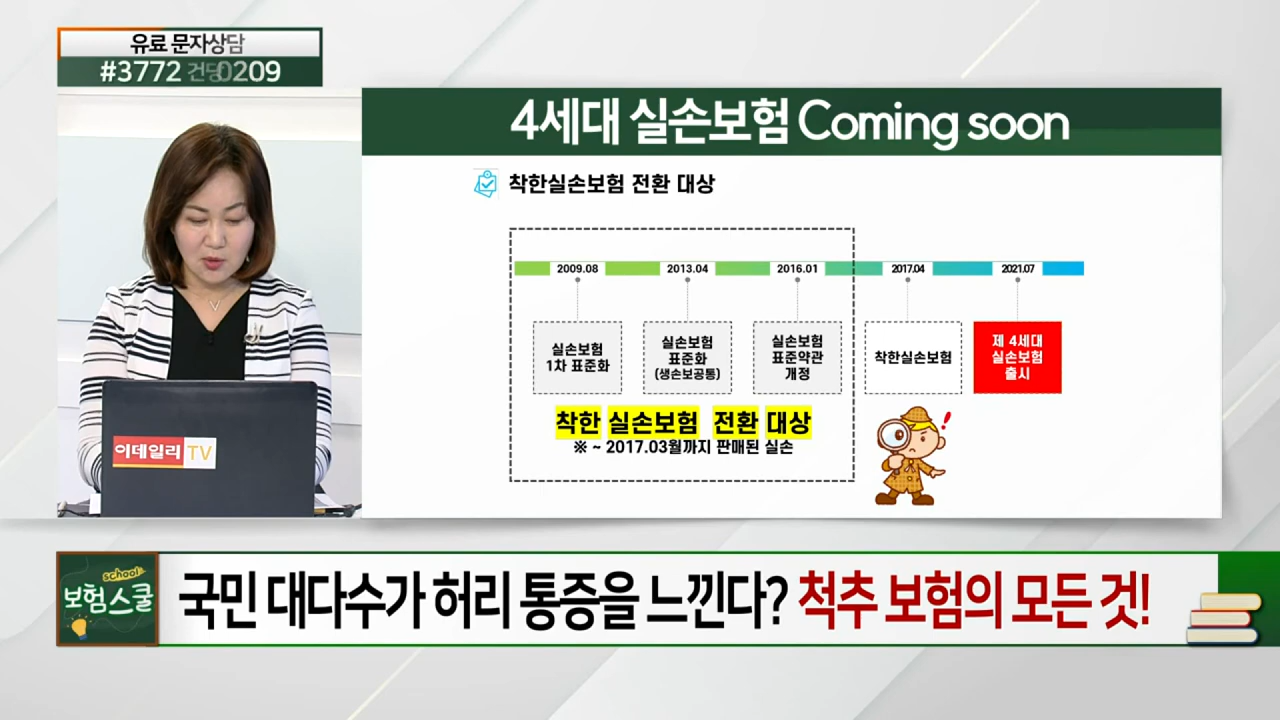 유료 문자상담
#3772 건당0209
4세대 실손보험 Coming soon
착한실손보험 전환 대상
2009.08
2013.04
2016.01
2017.04
2021.07
실손보험
1차 표준화
실손보험
표준화
(생손보공통)
실손보험
표준약관
개정
착한실손보험
제 4세대
실손보험
출시
착한 실손보험 전환 대상
※ ~ 2017.03월까지 판매된 실손
이데일리 TV
school
보험스쿨
국민 대다수가 허리 통증을 느낀다? 척추 보험의 모든 것!